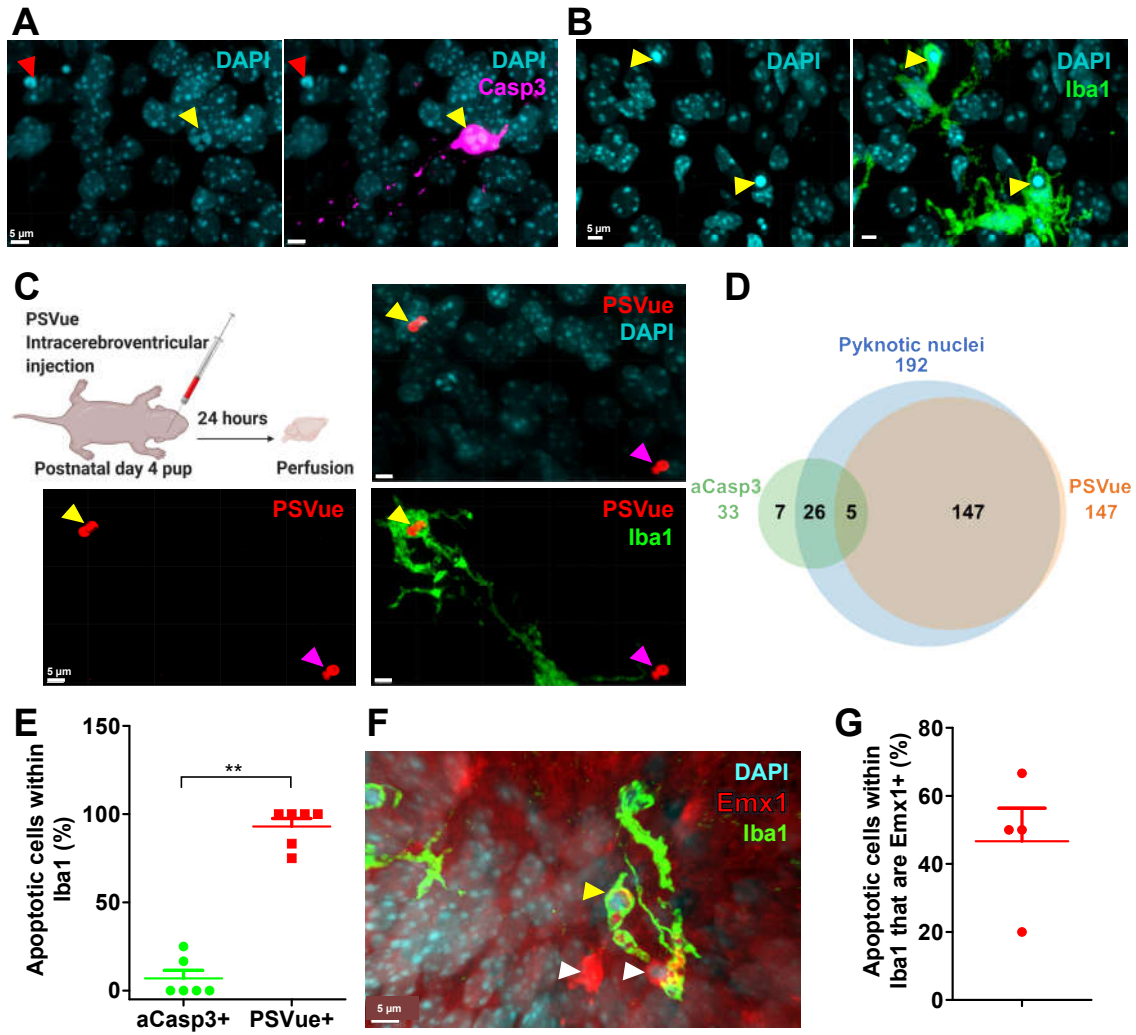 A
DAPI
DAPI
Casp3
5 µm
B
DAPI
Iba1
5 µm
C
PSVue
Intracerebroventricular
injection
24 hours
Postnatal day 4 pup
Perfusion
PSVue
DAPI
PSVue
5 µm
PSVue
Iba1
D
Pyknotic nuclei
192
aCasp3
33
7
26
5
147
PSVue
147
E
Apoptotic cells within
Iba1 (%)
150
100
50
0
**
aCasp3+
PSVue+
F
DAPI
Emx1
Iba1
5 µm
G
Apoptotic cells within
Iba1 that are Emx1+ (%)
80
60
40
20
0